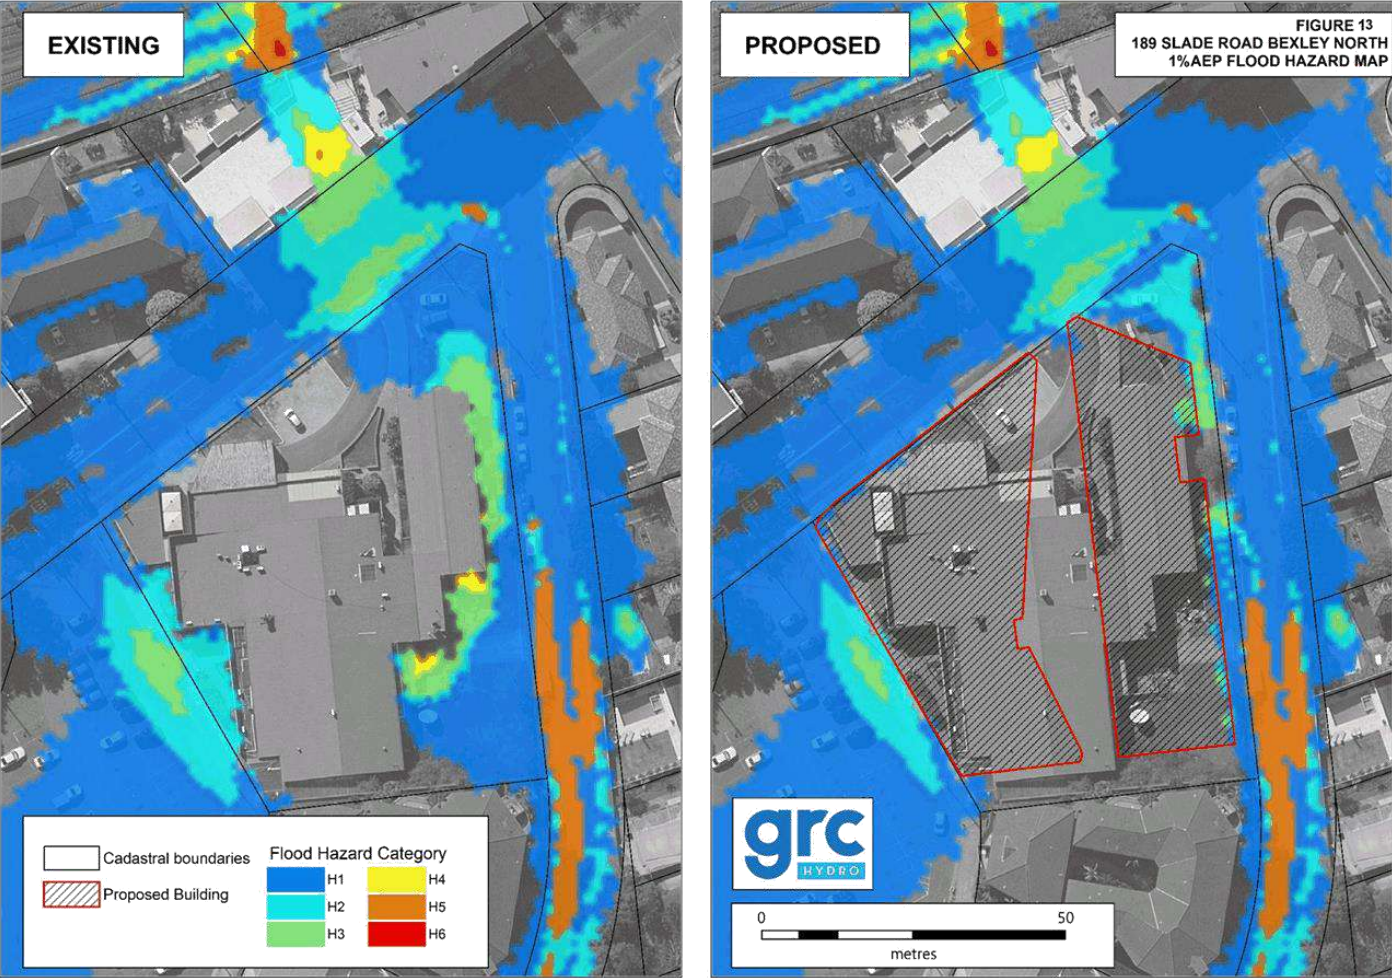 EXISTING
PROPOSED
FIGURE 13
189 SLADE ROAD BEXLEY NORTH
1%AEP FLOOD HAZARD MAP
Cadastral boundaries
Proposed Building
Flood Hazard Category
H1
H4
H2
H5
H3
H6
grc
HYDRO
0
50
metres